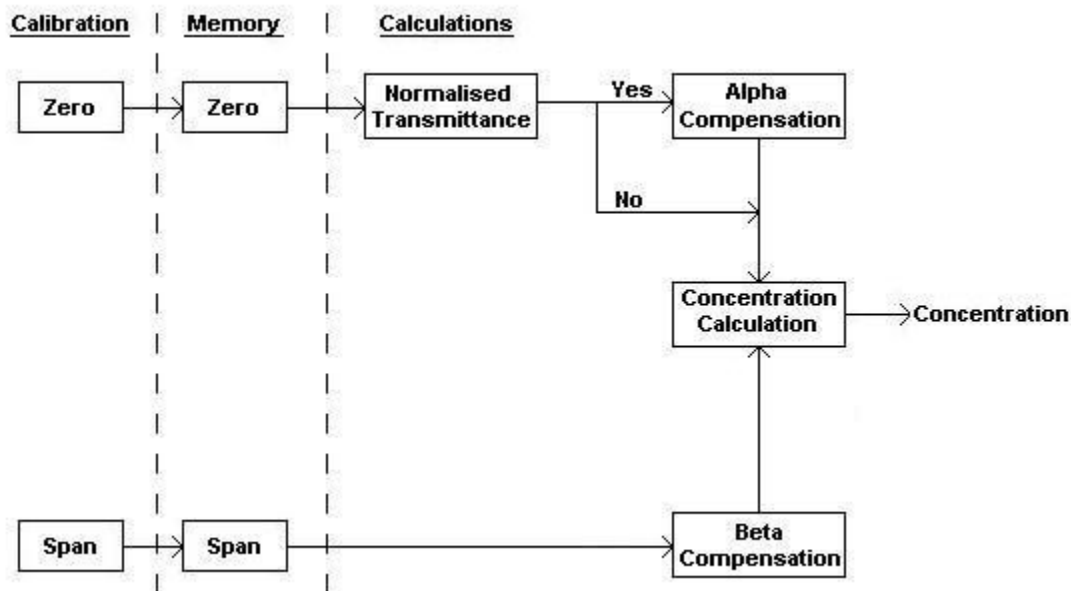 Calibration
Memory
Calculations
Zero
Zero
Normalised
Transmittance
Yes
Alpha
Compensation
No
Concentration
Calculation
Concentration
Span
Span
Beta
Compensation